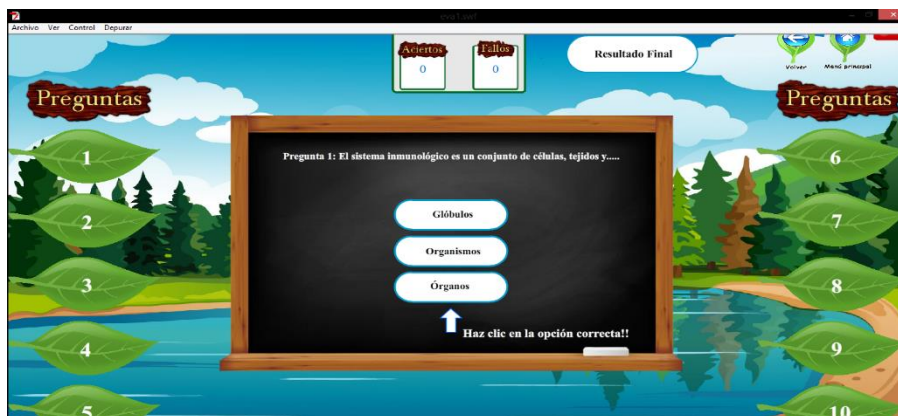 eva1.swf
Archivo Ver Control Depurar
Aciertos Fallos
0 0
Resultado Final
Volver Menú principal
Preguntas
1
2
3
4
5
Pregunta 1: El sistema inmunológico es un conjunto de células, tejidos y.....
Glóbulos
Organismos
Órganos
Haz clic en la opción correcta!!
Preguntas
6
7
8
9
10